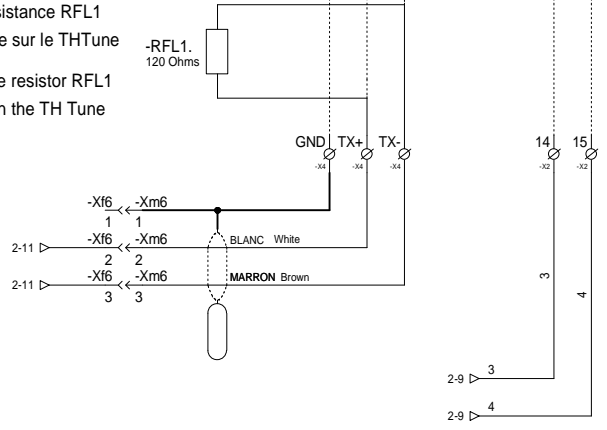 sistance RFL1
e sur le THTune
e resistor RFL1
n the TH Tune
-RFL1.
120 Ohms
GND TX+ TX- 14 15
-X4 -X4 -X4 -X2 -X2
-Xf6 -Xm6
1 1
2-11 -Xf6 -Xm6 BLANC White
2 2
2-11 -Xf6 -Xm6 MARRON Brown
3 3
3
4
2-9 3
2-9 4